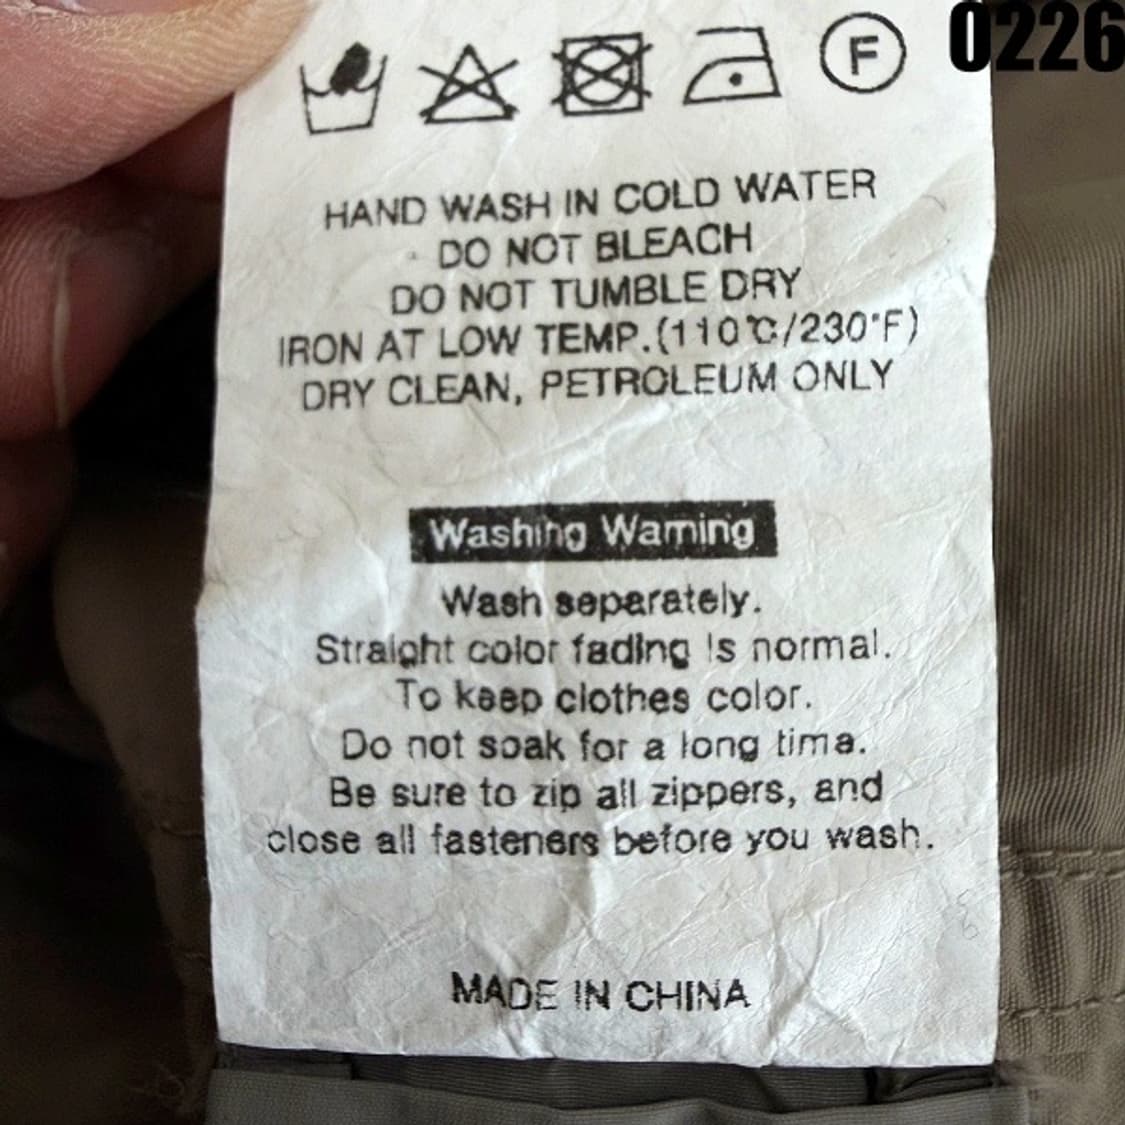 0226
F
HAND WASH IN COLD WATER
DO NOT BLEACH
DO NOT TUMBLE DRY
IRON AT LOW TEMP.(110℃/230°F)
DRY CLEAN, PETROLEUM ONLY
Washing Warning
Wash separately.
Straight color fading is normal.
To keep clothes color.
Do not soak for a long tima.
Be sure to zip all zippers, and
close all fasteners before you wash.
MADE IN CHINA